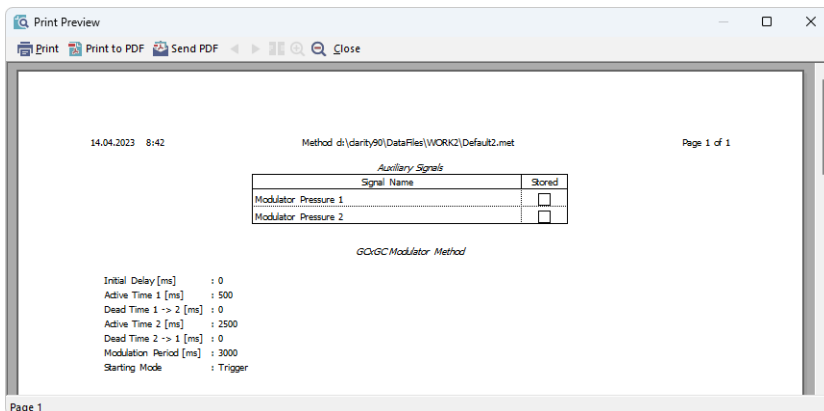 Print Preview
Print Print to PDF Send PDF Close
14.04.2023 8:42 Method d:\clarity90\DataFiles\WORK2\Default2.met Page 1 of 1
Auxiliary Signals
Signal Name Stored
Modulator Pressure 1
Modulator Pressure 2
GCxGC Modulator Method
Initial Delay [ms] : 0
Active Time 1 [ms] : 500
Dead Time 1 -> 2 [ms] : 0
Active Time 2 [ms] : 2500
Dead Time 2 -> 1 [ms] : 0
Modulation Period [ms] : 3000
Starting Mode : Trigger
Page 1